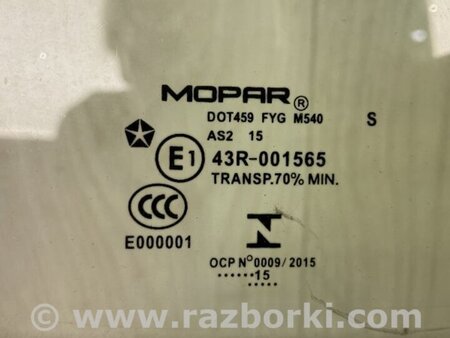 MOPAR®
DOT459 FYG M540
S
AS2 15
E1 43R-001565
TRANSP.70% MIN.
CCC
E000001
OCP Nº0009/2015
......15
.....
© www.razborki.com